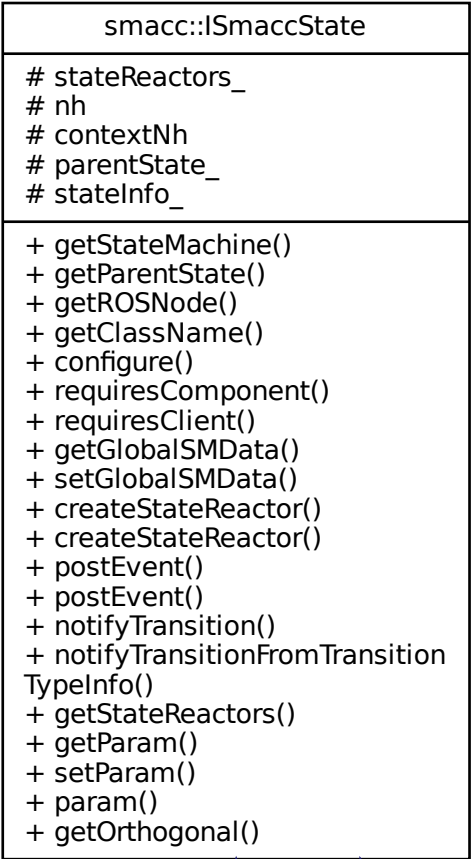 smacc::ISmaccState
# stateReactors_
# nh
# contextNh
# parentState_
# stateInfo_
+ getStateMachine()
+ getParentState()
+ getROSNode()
+ getClassName()
+ configure()
+ requiresComponent()
+ requiresClient()
+ getGlobalSMData()
+ setGlobalSMData()
+ createStateReactor()
+ createStateReactor()
+ postEvent()
+ postEvent()
+ notifyTransition()
+ notifyTransitionFromTransition
TypeInfo()
+ getStateReactors()
+ getParam()
+ setParam()
+ param()
+ getOrthogonal()